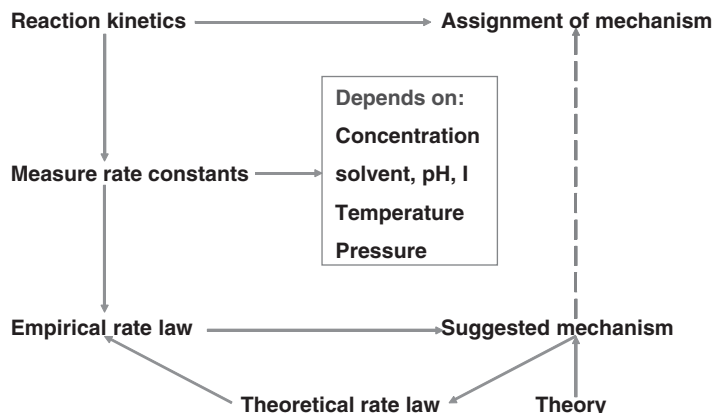 Reaction kinetics
Assignment of mechanism
Depends on:
Concentration
Measure rate constants
solvent, pH, I
Temperature
Pressure
Empirical rate law
Suggested mechanism
Theoretical rate law
Theory